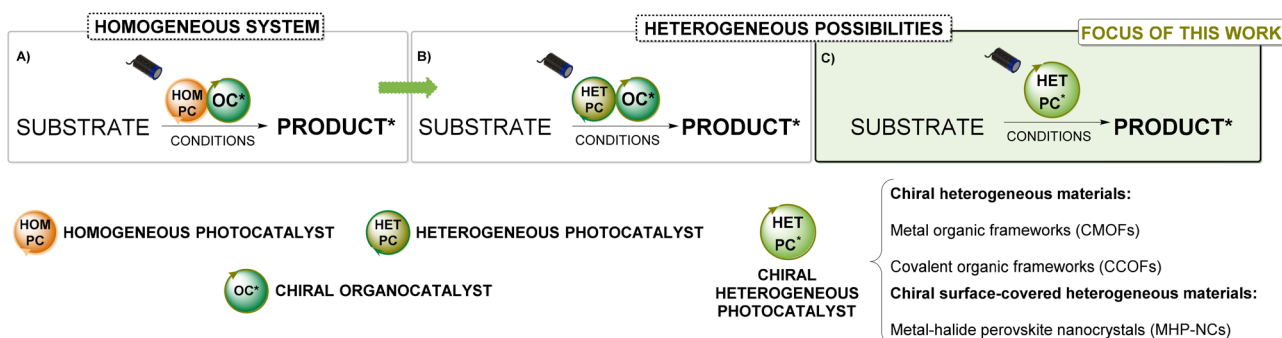 HOMOGENEOUS SYSTEM
HETEROGENEOUS POSSIBILITIES
FOCUS OF THIS WORK
A)
HOM
PC
OC*
SUBSTRATE
CONDITIONS
PRODUCT*
B)
HET
PC
OC*
SUBSTRATE
CONDITIONS
PRODUCT*
C)
HET
PC*
SUBSTRATE
CONDITIONS
PRODUCT*
HOM
PC
HOMOGENEOUS PHOTOCATALYST
HET
PC
HETEROGENEOUS PHOTOCATALYST
OC*
CHIRAL ORGANOCATALYST
HET
PC*
CHIRAL
HETEROGENEOUS
PHOTOCATALYST
Chiral heterogeneous materials:
Metal organic frameworks (CMOFs)
Covalent organic frameworks (CCOFs)
Chiral surface-covered heterogeneous materials:
Metal-halide perovskite nanocrystals (MHP-NCs)